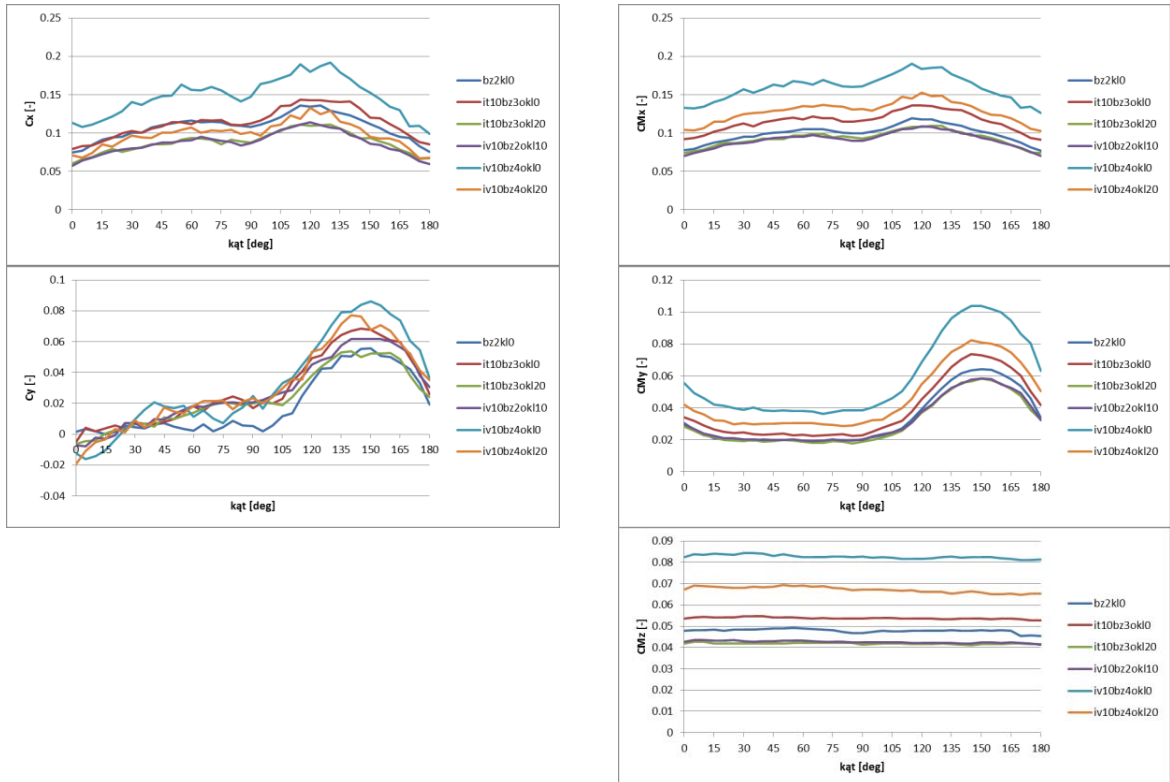 Cx [-]
0.25
0.2
0.15
0.1
0.05
0
0 15 30 45 60 75 90 105 120 135 150 165 180
kąt [deg]
bz2kl0
it10bz3okl0
it10bz3okl20
iv10bz2okl10
iv10bz4okl0
iv10bz4okl20
CMx [-]
0.25
0.2
0.15
0.1
0.05
0
0 15 30 45 60 75 90 105 120 135 150 165 180
kąt [deg]
bz2kl0
it10bz3okl0
it10bz3okl20
iv10bz2okl10
iv10bz4okl0
iv10bz4okl20
Cy [-]
0.1
0.08
0.06
0.04
0.02
0
-0.02
-0.04
0 15 30 45 60 75 90 105 120 135 150 165 180
kąt [deg]
bz2kl0
it10bz3okl0
it10bz3okl20
iv10bz2okl10
iv10bz4okl0
iv10bz4okl20
CMy [-]
0.12
0.1
0.08
0.06
0.04
0.02
0
0 15 30 45 60 75 90 105 120 135 150 165 180
kąt [deg]
bz2kl0
it10bz3okl0
it10bz3okl20
iv10bz2okl10
iv10bz4okl0
iv10bz4okl20
CMz [-]
0.09
0.08
0.07
0.06
0.05
0.04
0.03
0.02
0.01
0
0 15 30 45 60 75 90 105 120 135 150 165 180
kąt [deg]
bz2kl0
it10bz3okl0
it10bz3okl20
iv10bz2okl10
iv10bz4okl0
iv10bz4okl20